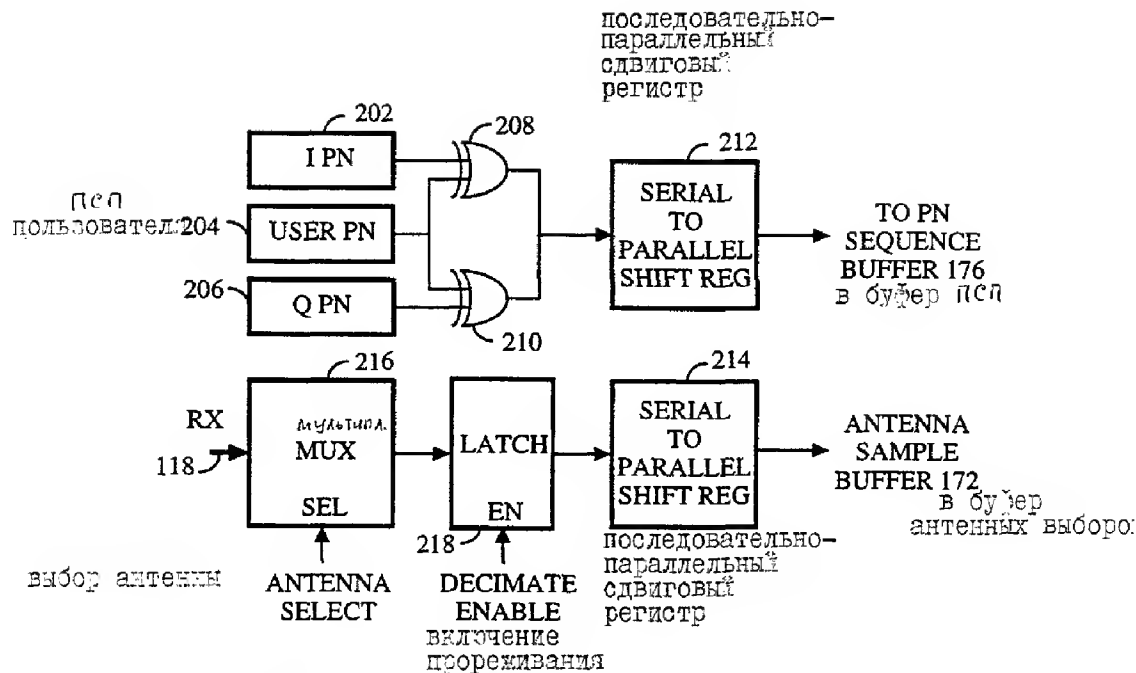 последовательно-
параллельный
сдвиговый
регистр
202
208
I PN
212
псп
пользователя
204
USER PN
SERIAL
TO
PARALLEL
SHIFT REG
TO PN
SEQUENCE
BUFFER 176
в буфер псп
206
Q PN
210
216
214
RX
118
мультипл.
MUX
SEL
LATCH
EN
218
SERIAL
TO
PARALLEL
SHIFT REG
ANTENNA
SAMPLE
BUFFER 172
в буфер
антенных выборо
выбор антенны
ANTENNA
SELECT
DECIMATE
ENABLE
включение
прореживания
последовательно-
параллельный
сдвиговый
регистр